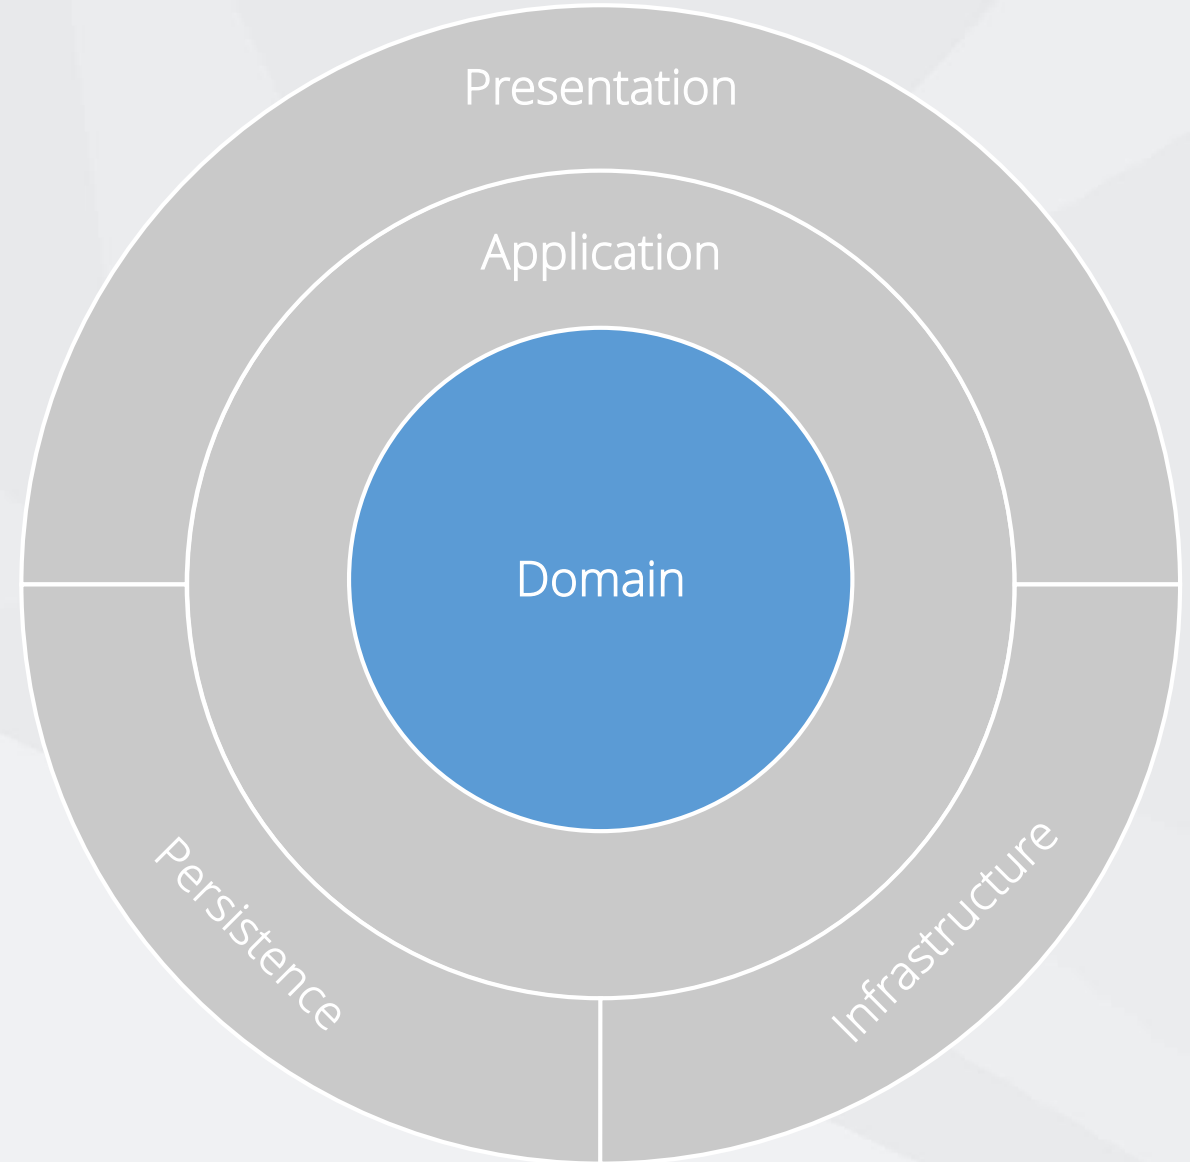 Presentation
Application
Domain
Persistence
Infrastructure